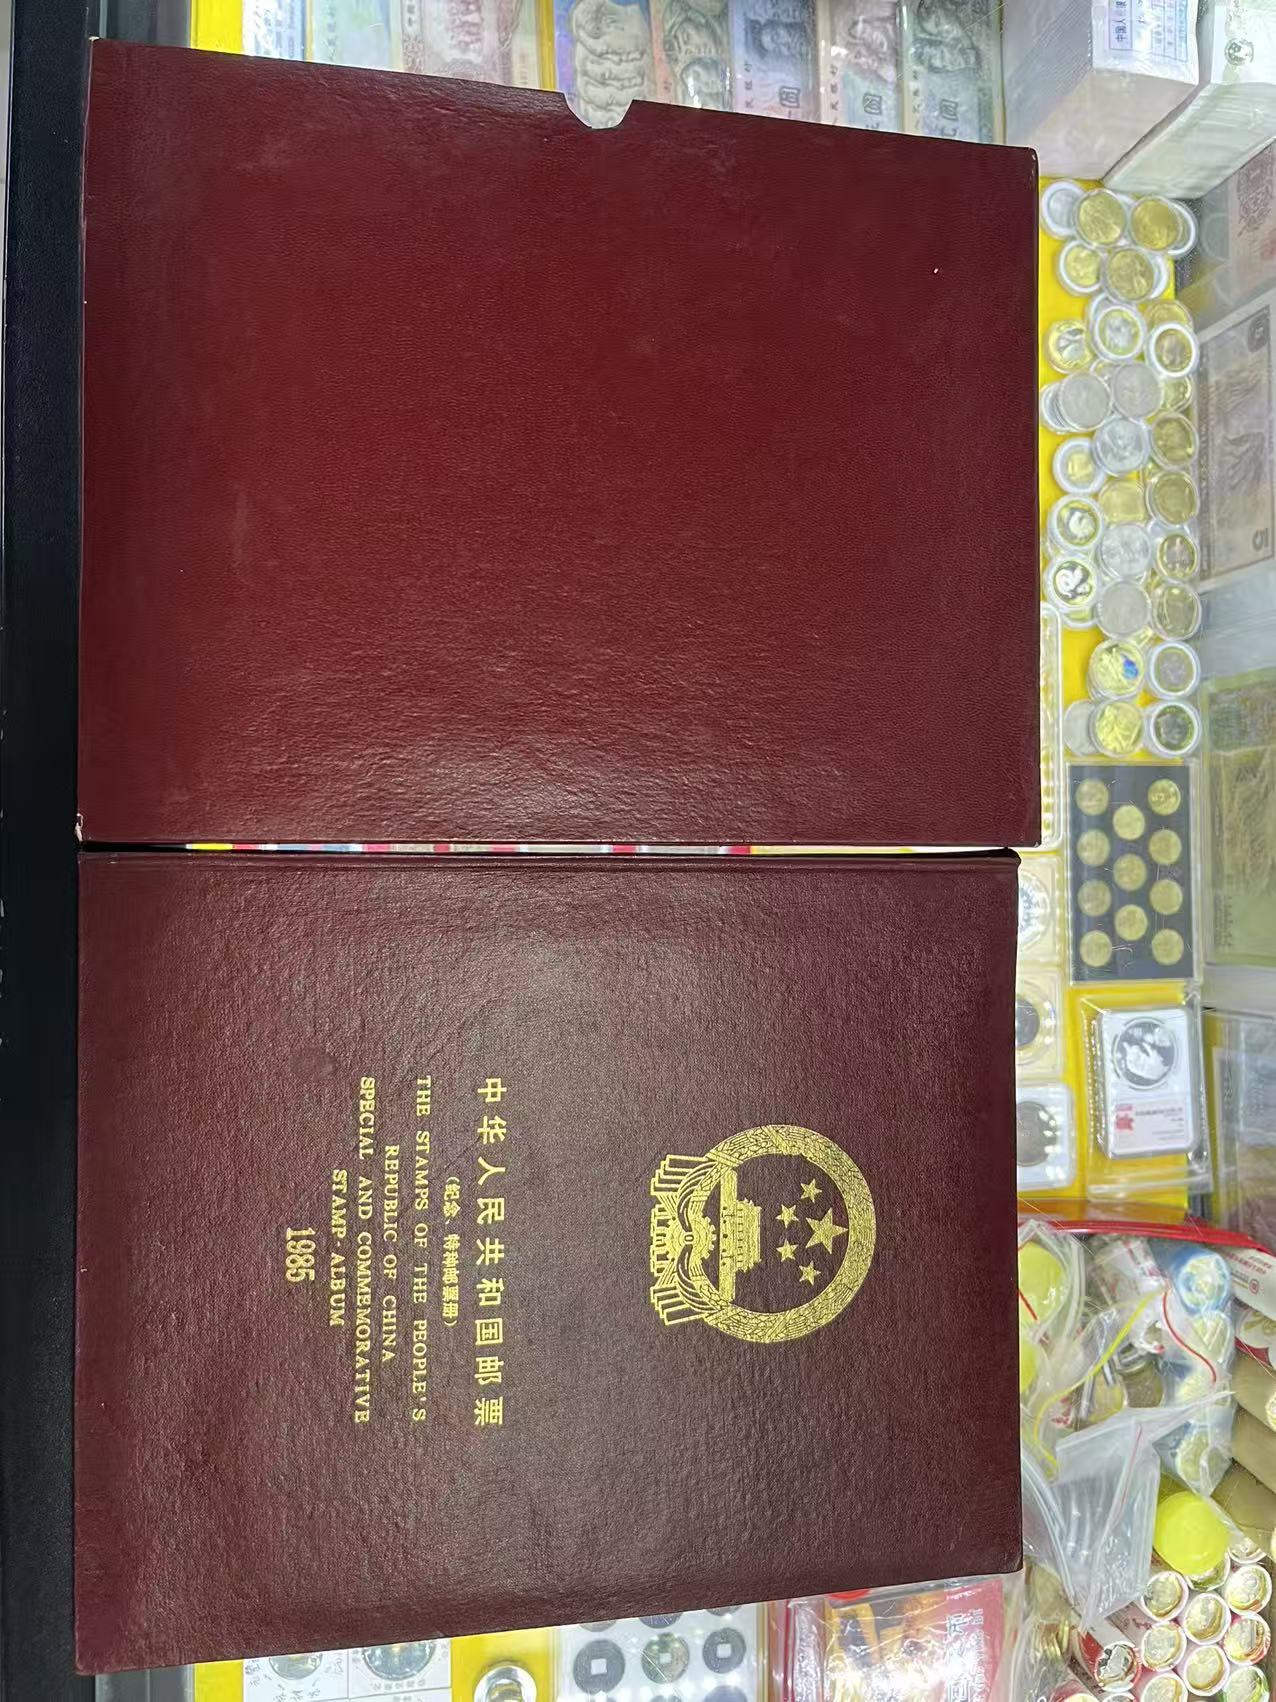 中华人民共和国邮票
(纪念、特种邮票册)
THE STAMPS OF THE PEOPLE'S
REPUBLIC OF CHINA
SPECIAL AND COMMEMORATIVE
STAMP ALBUM
1985